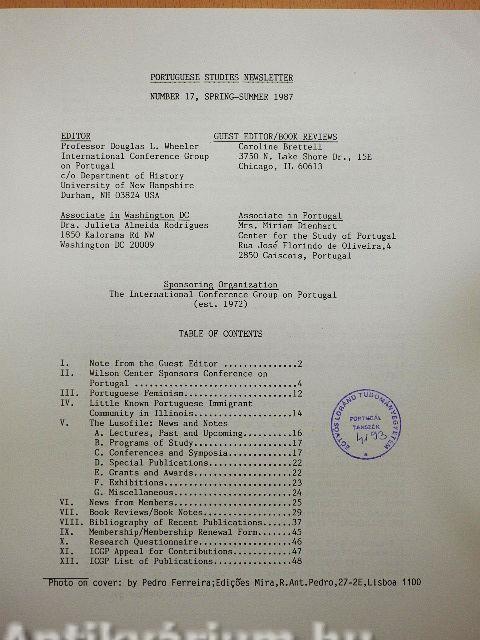 PORTUGUESE STUDIES NEWSLETTER
NUMBER 17, SPRING-SUMMER 1987
EDITOR
Professor Douglas L. Wheeler
International Conference Group
on Portugal
c/o Department of History
University of New Hampshire
Durham, NH 03824 USA
GUEST EDITOR/BOOK REVIEWS
Caroline Brettell
3750 N. Lake Shore Dr., 15E
Chicago, IL 60613
Associate in Washington DC
Dra. Julieta Almeida Rodrigues
1850 Kalorama Rd NW
Washington DC 20009
Associate in Portugal
Mrs. Miriam Dienhart
Center for the Study of Portugal
Rua José Florindo de Oliveira,4
2850 Caiscais, Portugal
Sponsoring Organization
The International Conference Group on Portugal
(est. 1972)
TABLE OF CONTENTS
I. Note from the Guest Editor ...............2
II. Wilson Center Sponsors Conference on
Portugal .................................4
III. Portuguese Feminism......................12
IV. Little Known Portuguese Immigrant
Community in Illinois....................14
V. The Lusofile: News and Notes
A. Lectures, Past and Upcoming..........16
B. Programs of Study....................17
C. Conferences and Symposia.............17
D. Special Publications.................22
E. Grants and Awards....................22
F. Exhibitions..........................23
G. Miscellaneous........................24
VI. News from Members........................25
VII. Book Reviews/Book Notes..................29
VIII. Bibliography of Recent Publications......37
IX. Membership/Membership Renewal Form.......45
X. Research Questionnaire...................46
XI. ICGP Appeal for Contributions............47
XII. ICGP List of Publications................48
EÖTVÖS LORÁND TUDOMÁNYEGYETEM
PORTUGÁL
TANSZÉK
4/93
Photo on cover: by Pedro Ferreira;Edições Mira,R.Ant.Pedro,27-2E,Lisboa 1100
Antikvárium.hu